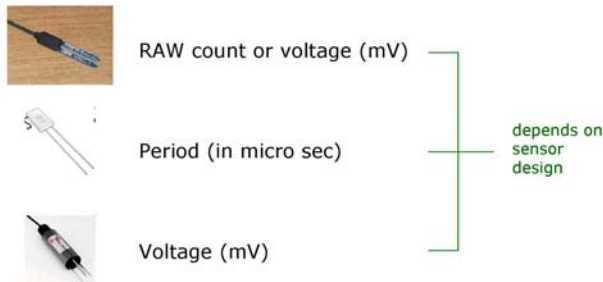 RAW count or voltage (mV)
Period (in micro sec)
Voltage (mV)
depends on
sensor
design